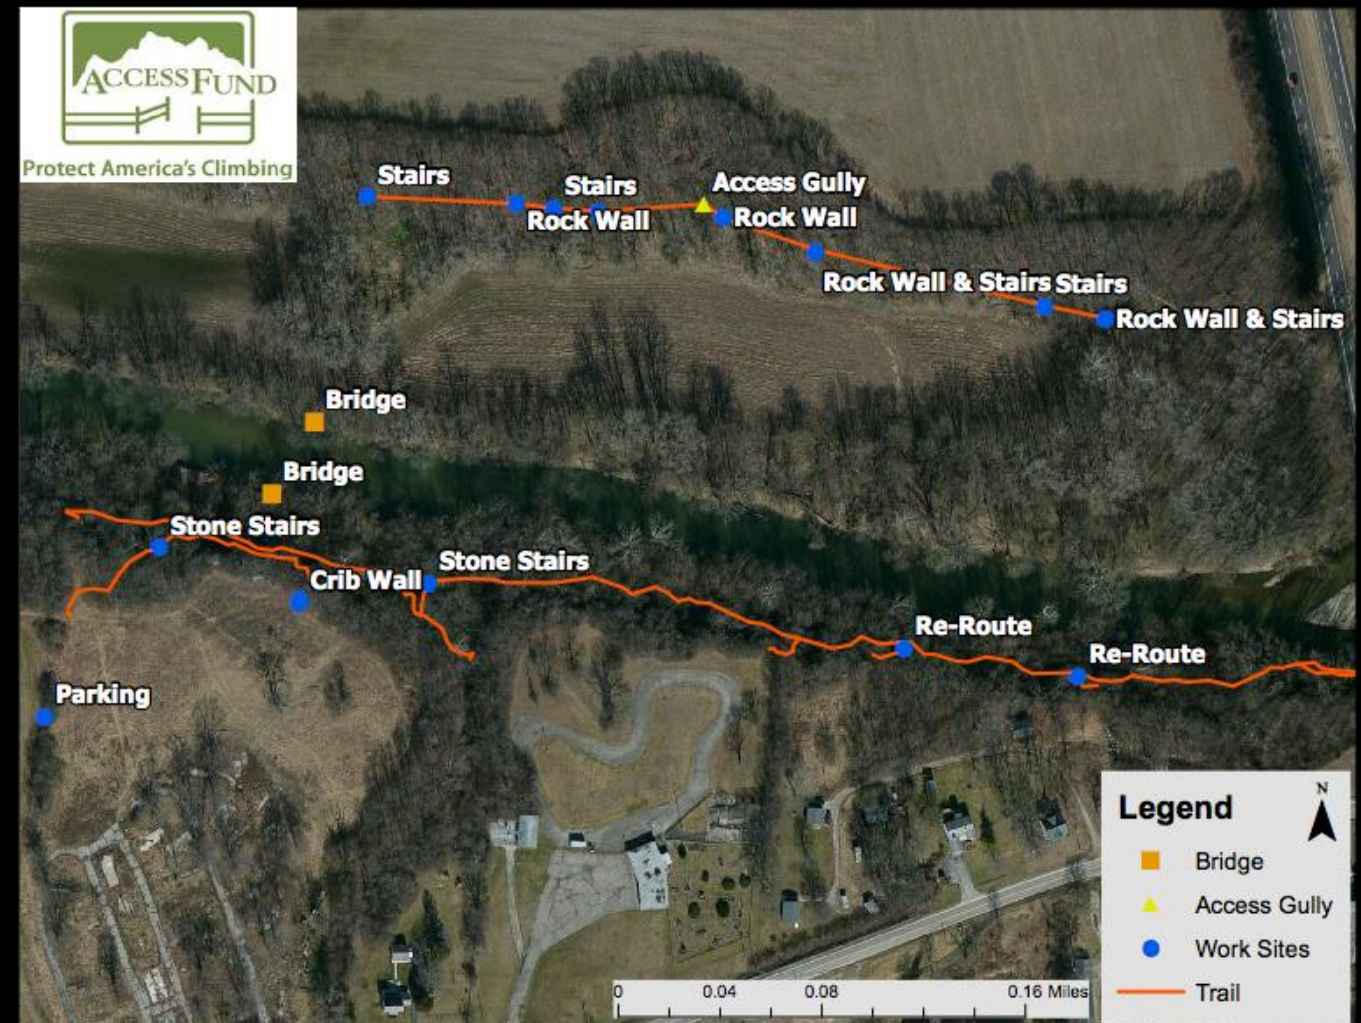 ACCESS FUND
Protect America's Climbing
Stairs
Stairs
Rock Wall
Access Gully
Rock Wall
Rock Wall & Stairs
Stairs
Rock Wall & Stairs
Bridge
Bridge
Stone Stairs
Stone Stairs
Crib Wall
Re-Route
Re-Route
Parking
Legend
N
Bridge
Access Gully
Work Sites
Trail
0 0.04 0.08 0.16 Miles